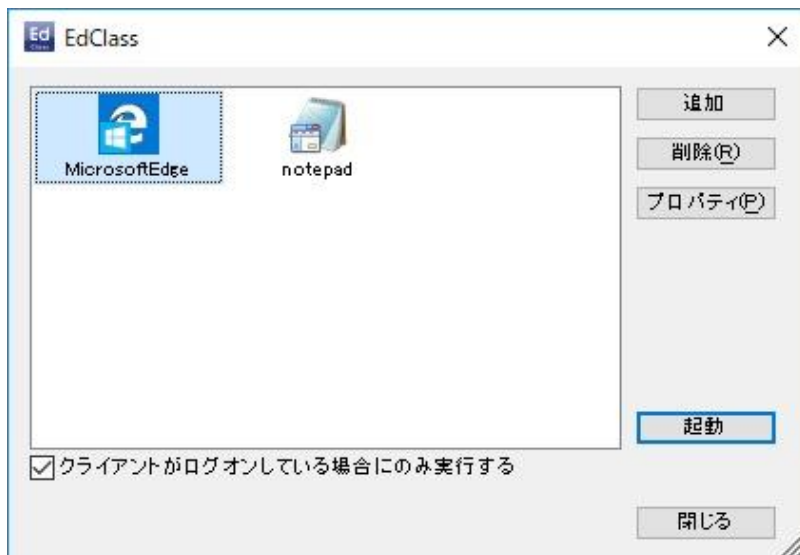 Ed EdClass
MicrosoftEdge
notepad
追加
削除(R)
プロパティ(P)
起動
クライアントがログオンしている場合にのみ実行する
閉じる